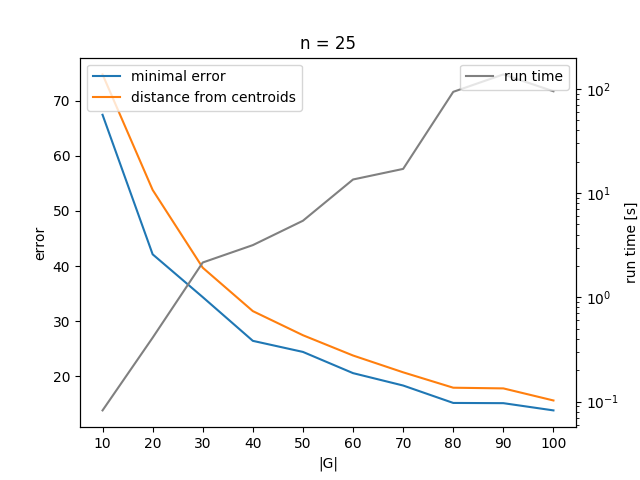 n = 25
minimal error
distance from centroids
run time
error
70
60
50
40
30
20
10²
10¹
10⁰
10⁻¹
run time [s]
10 20 30 40 50 60 70 80 90 100
|G|